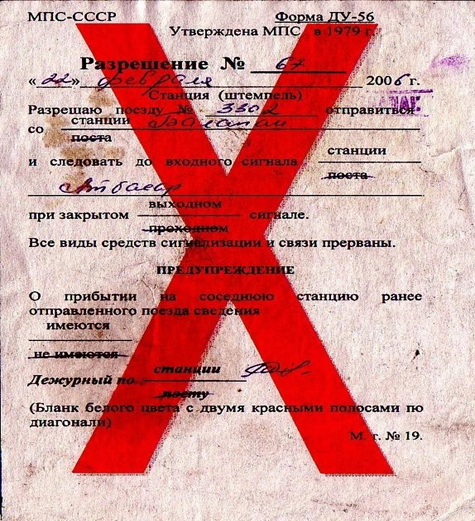 МПС-СССР Форма ДУ-56
Утверждена МПС в 1979 г.
Разрешение № 67
«22» февраля 2006 г.
Станция (штемпель)
Разрешаю поезду № 3302 отправиться
со станции
поста
и следовать до входного сигнала станции
поста
Атбасар
при закрытом выходном сигнале.
проходном
Все виды средств сигнализации и связи прерваны.
ПРЕДУПРЕЖДЕНИЕ
О прибытии на соседнюю станцию ранее
отправленного поезда сведения
имеются
не имеются
Дежурный по станции
посту
(Бланк белого цвета с двумя красными полосами по
диагонали)
М. т. № 19.